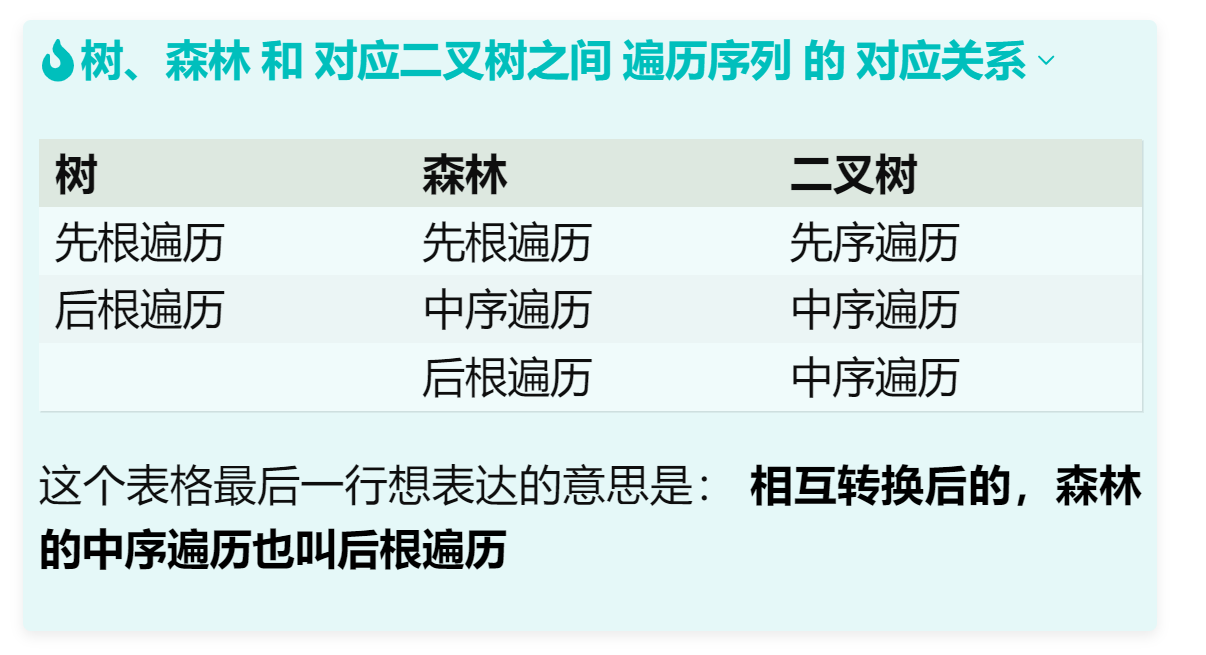 树、森林 和 对应二叉树之间 遍历序列 的 对应关系
树 森林 二叉树
先根遍历 先根遍历 先序遍历
后根遍历 中序遍历 中序遍历
后根遍历 中序遍历
这个表格最后一行想表达的意思是： 相互转换后的，森林
的中序遍历也叫后根遍历